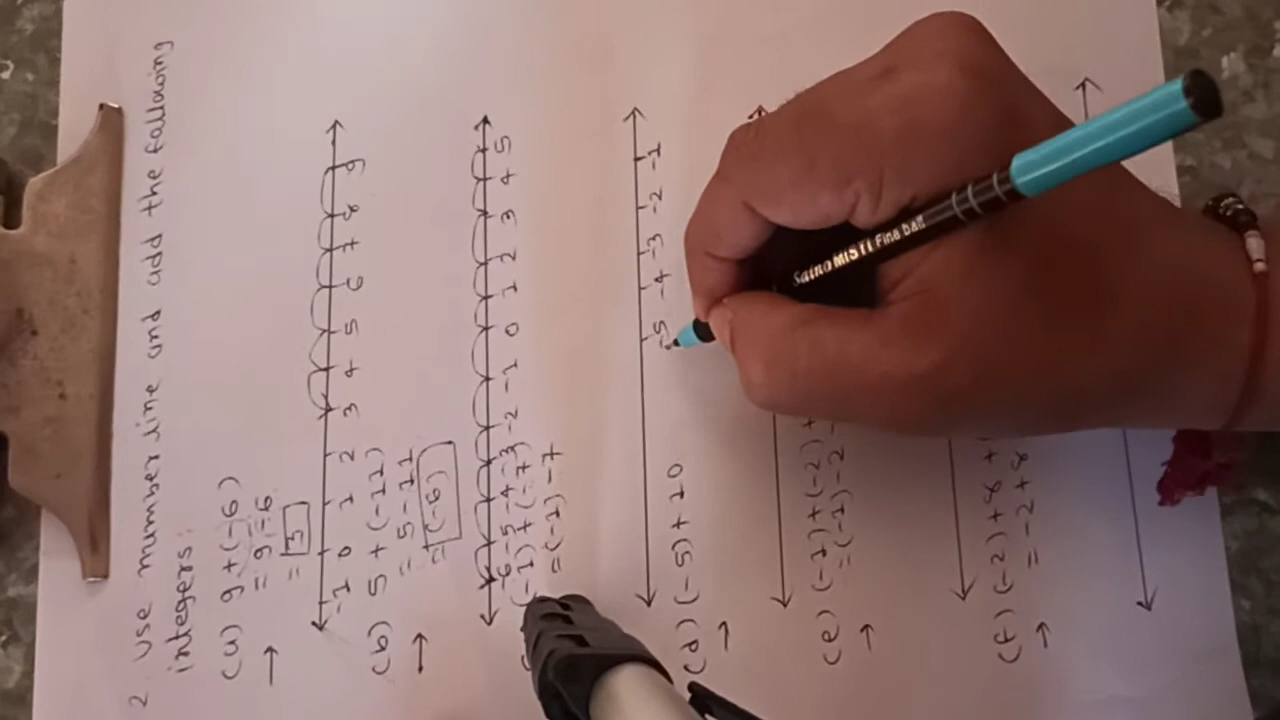 2. Use number line and add the following
integers:
(a) 9+(-6)
→ = 9-6
= 3
-1 0 1 2 3 4 5 6 7 8 9
(b) 5+(-11)
→ = 5-11
= (-6)
-6 -5 -4 -3 -2 -1 0 1 2 3 4 5
(-1)+(-7)
= (-1)-7
-5 -4 -3 -2 -1
(d) (-5)+10
→
(e) (-1)+(-2)+
→ =(-1)-2-
(f) (-2)+8+
→ = -2+8
Saino MISTI Fine ball